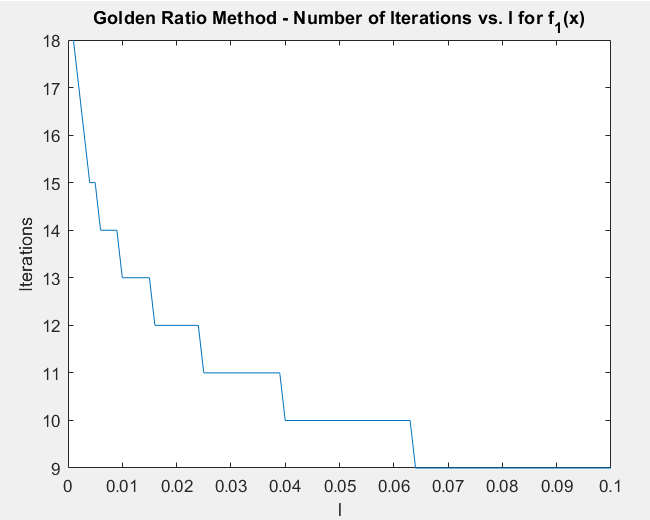 Golden Ratio Method - Number of Iterations vs. l for f1(x)
18
17
16
15
14
13
12
11
10
9
Iterations
0 0.01 0.02 0.03 0.04 0.05 0.06 0.07 0.08 0.09 0.1
l